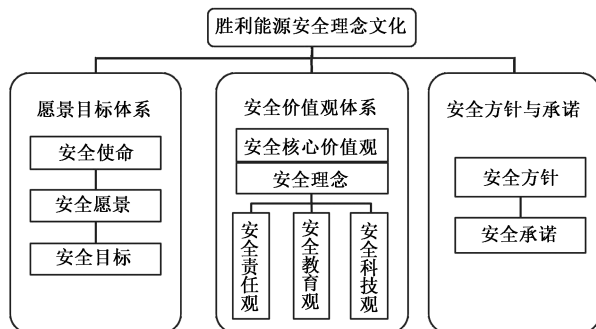 胜利能源安全理念文化
愿景目标体系
安全使命
安全愿景
安全目标
安全价值观体系
安全核心价值观
安全理念
安全责任观
安全教育观
安全科技观
安全方针与承诺
安全方针
安全承诺